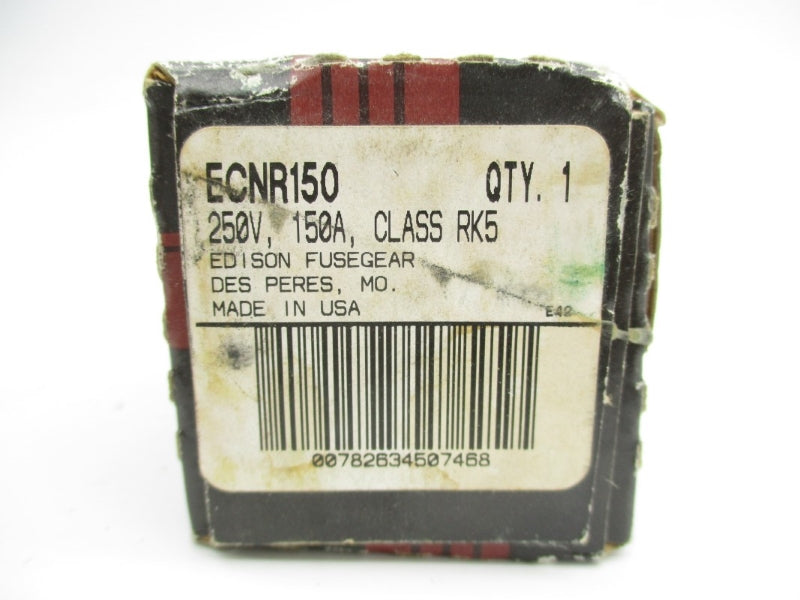 ECNR150 QTY. 1
250V, 150A, CLASS RK5
EDISON FUSEGEAR
DES PERES, MO.
MADE IN USA E42
00782634507468